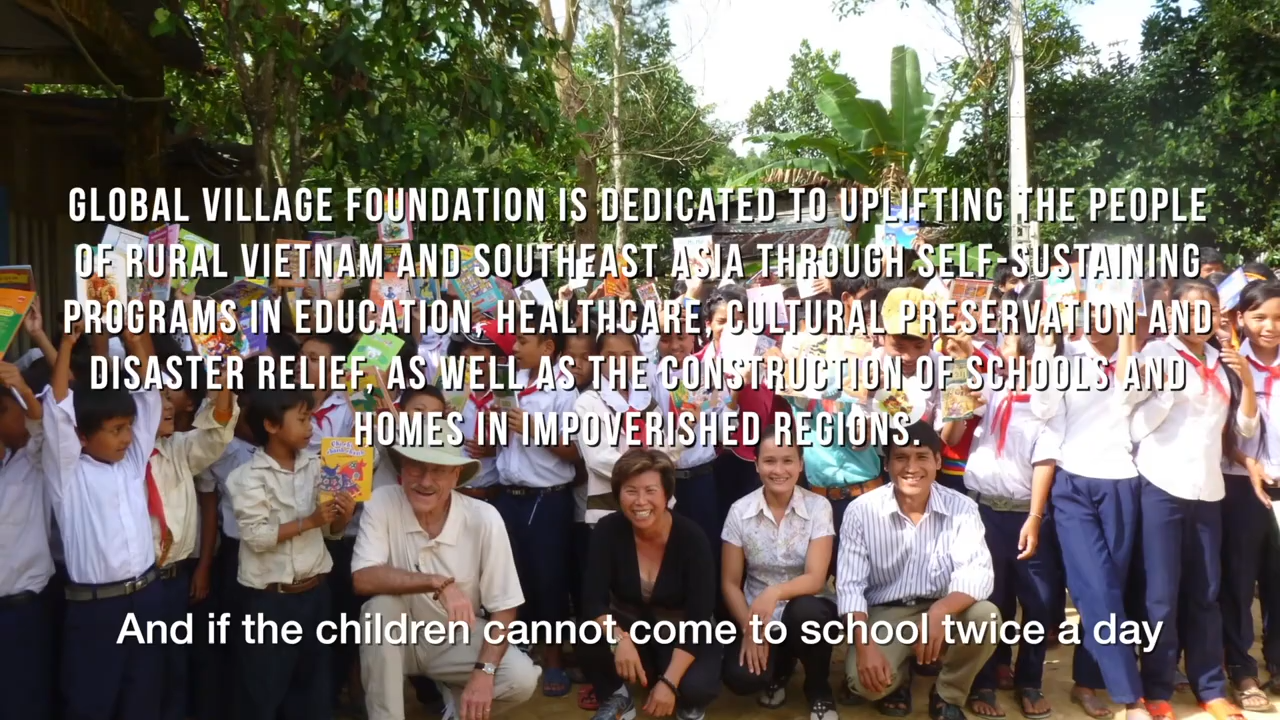 GLOBAL VILLAGE FOUNDATION IS DEDICATED TO UPLIFTING THE PEOPLE
OF RURAL VIETNAM AND SOUTHEAST ASIA THROUGH SELF-SUSTAINING
PROGRAMS IN EDUCATION, HEALTHCARE, CULTURAL PRESERVATION AND
DISASTER RELIEF, AS WELL AS THE CONSTRUCTION OF SCHOOLS AND
HOMES IN IMPOVERISHED REGIONS.
And if the children cannot come to school twice a day